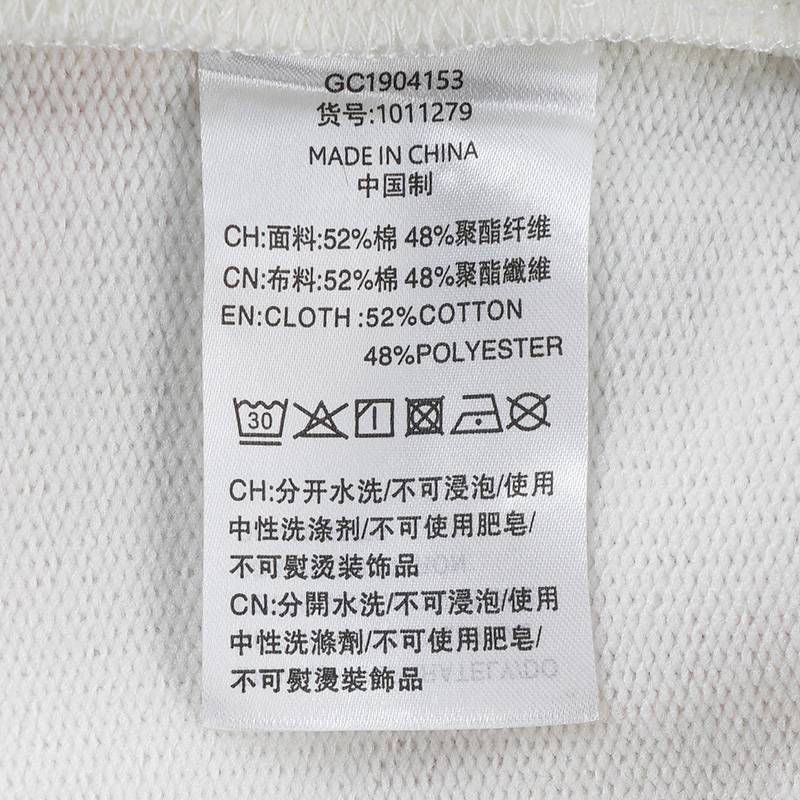 GC1904153
货号:1011279
MADE IN CHINA
中国制
CH:面料:52%棉 48%聚酯纤维
CN:布料:52%棉 48%聚酯纖維
EN:CLOTH :52%COTTON
48%POLYESTER
30
CH:分开水洗/不可浸泡/使用
中性洗涤剂/不可使用肥皂/
不可熨烫装饰品
CN:分開水洗/不可浸泡/使用
中性洗滌劑/不可使用肥皂/
不可熨燙裝飾品